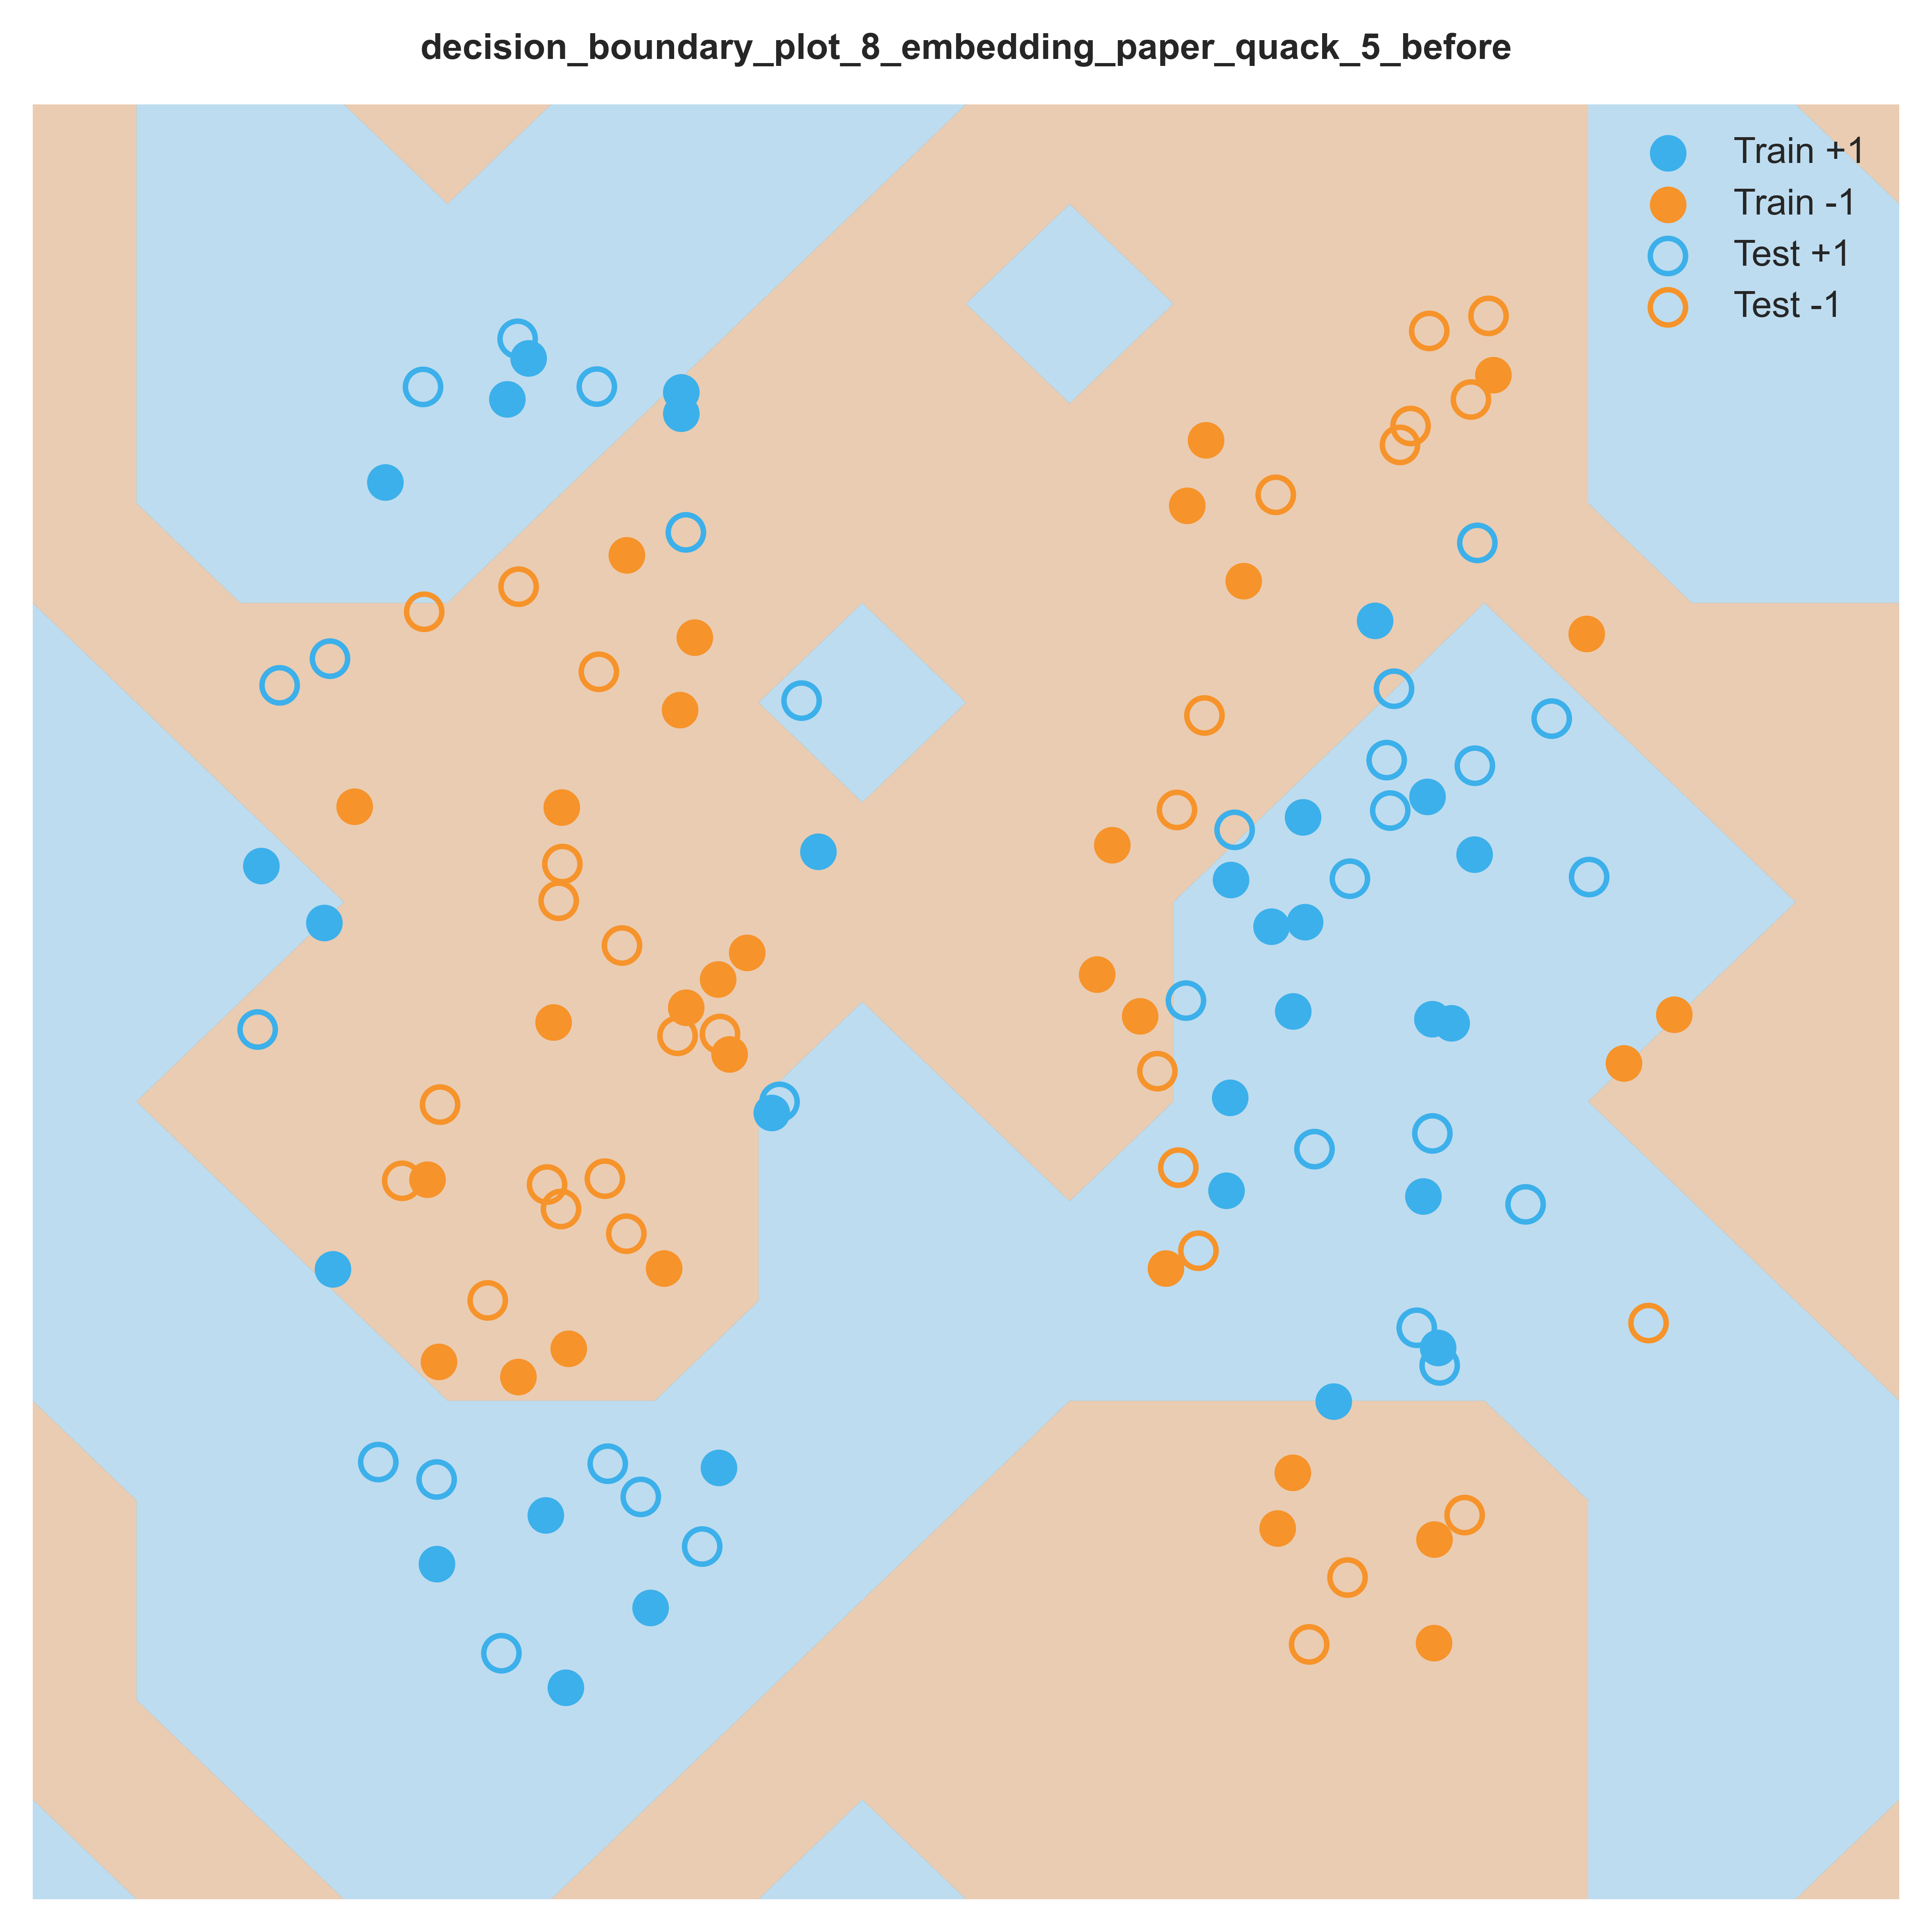 decision_boundary_plot_8_embedding_paper_quack_5_before
Train +1
Train -1
Test +1
Test -1